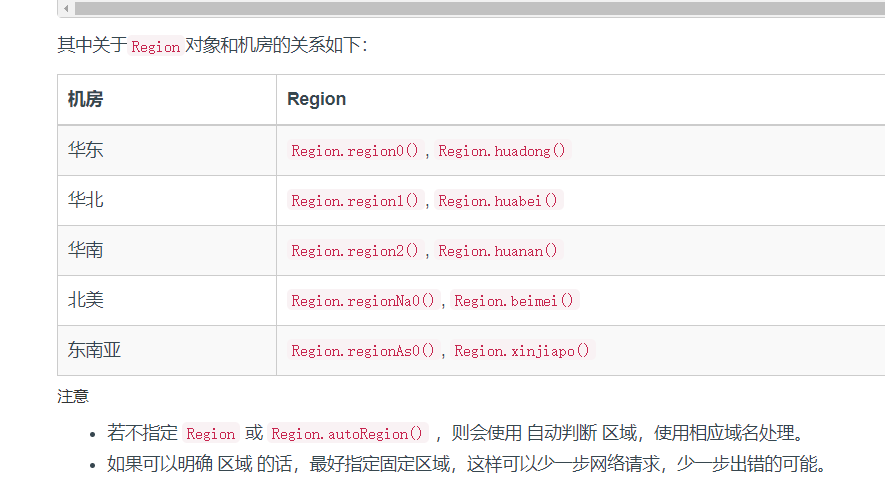 其中关于 Region 对象和机房的关系如下：
机房 Region
华东 Region.region0(), Region.huadong()
华北 Region.region1(), Region.huabei()
华南 Region.region2(), Region.huanan()
北美 Region.regionNa0(), Region.beimei()
东南亚 Region.regionAs0(), Region.xinjiapo()
注意
• 若不指定 Region 或 Region.autoRegion() ，则会使用 自动判断 区域，使用相应域名处理。
• 如果可以明确 区域 的话，最好指定固定区域，这样可以少一步网络请求，少一步出错的可能。